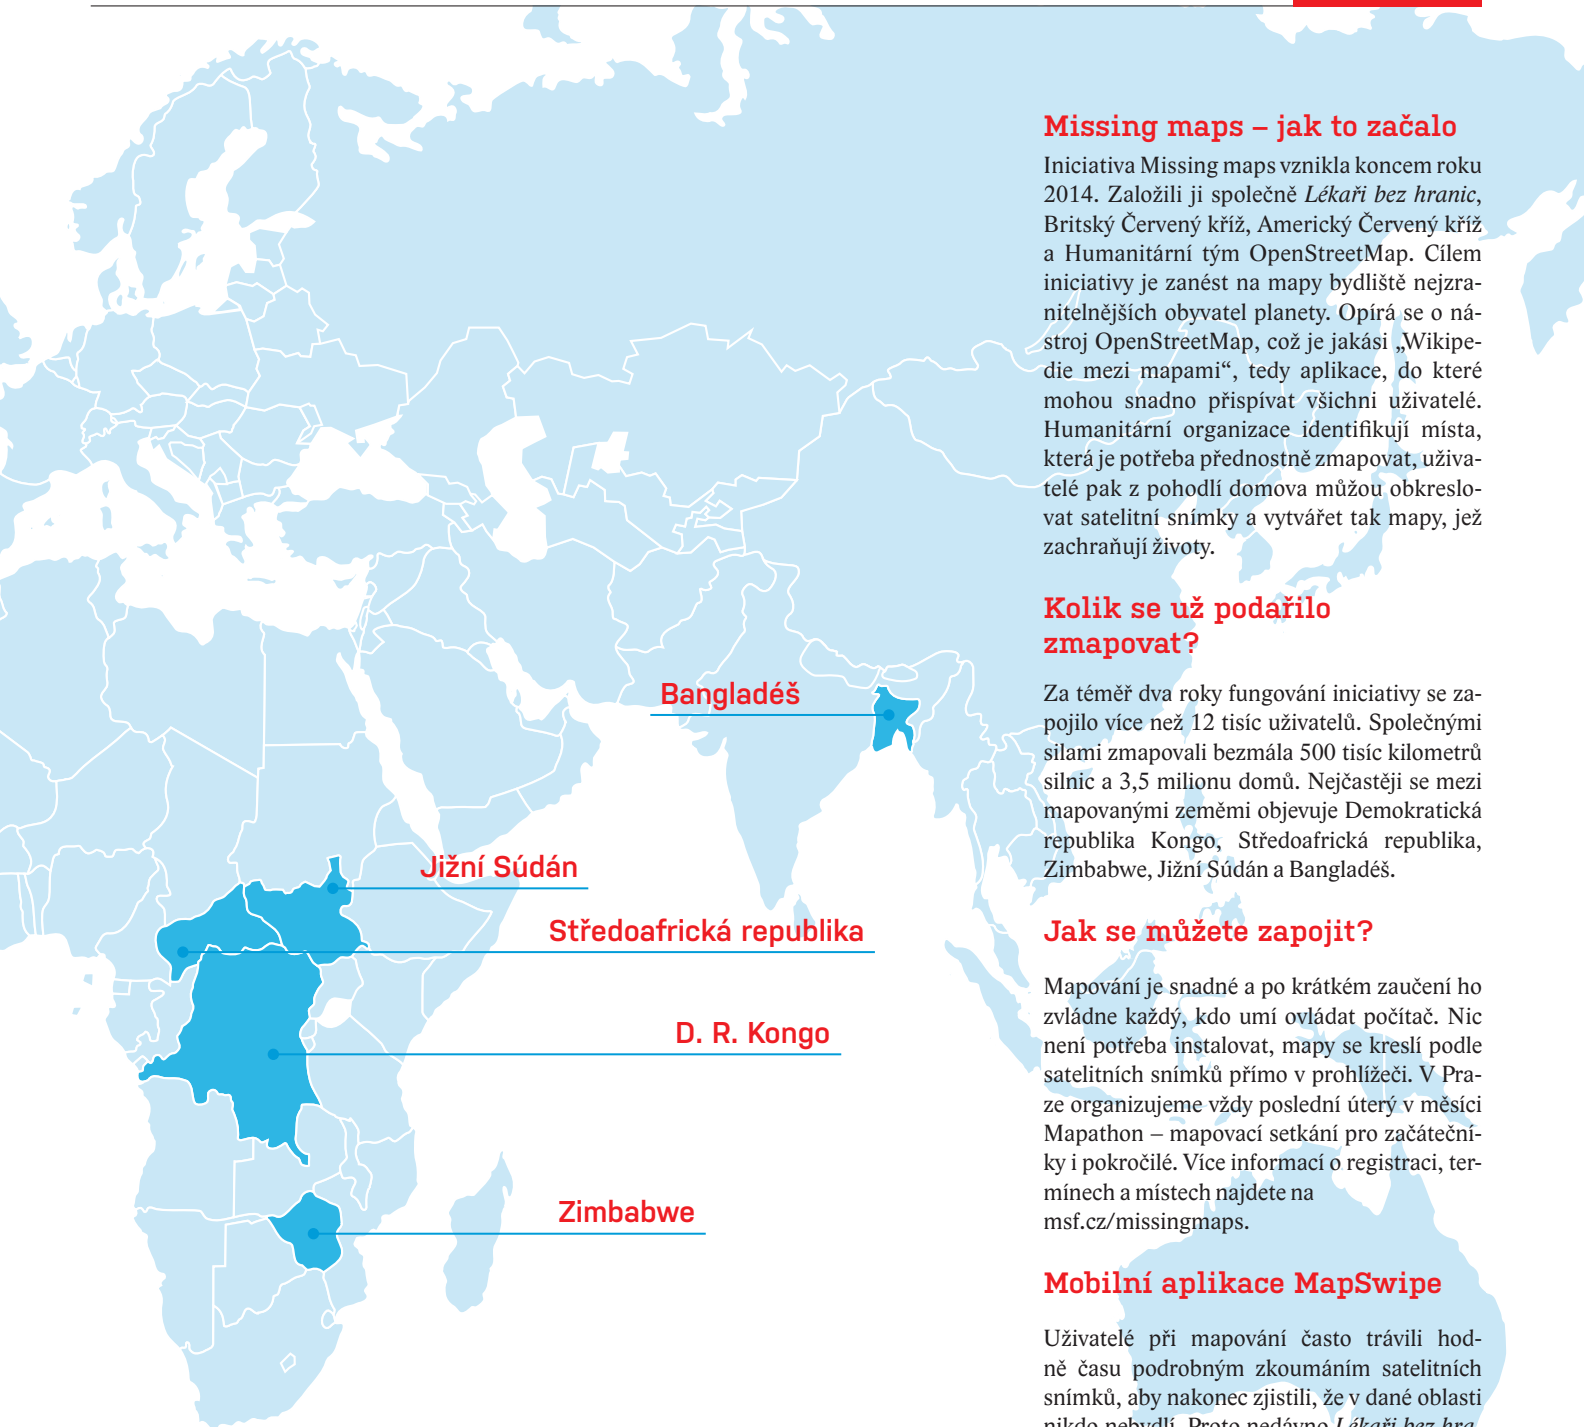 Missing maps – jak to začalo
Iniciativa Missing maps vznikla koncem roku
2014. Založili ji společně Lékaři bez hranic,
Britský Červený kříž, Americký Červený kříž
a Humanitární tým OpenStreetMap. Cílem
iniciativy je zanést na mapy bydliště nejzra-
nitelnějších obyvatel planety. Opírá se o ná-
stroj OpenStreetMap, což je jakási „Wikipe-
die mezi mapami“, tedy aplikace, do které
mohou snadno přispívat všichni uživatelé.
Humanitární organizace identifikují místa,
která je potřeba přednostně zmapovat, uživa-
telé pak z pohodlí domova můžou obkreslo-
vat satelitní snímky a vytvářet tak mapy, jež
zachraňují životy.
Kolik se už podařilo
zmapovat?
Za téměř dva roky fungování iniciativy se za-
pojilo více než 12 tisíc uživatelů. Společnými
silami zmapovali bezmála 500 tisíc kilometrů
silnic a 3,5 milionu domů. Nejčastěji se mezi
mapovanými zeměmi objevuje Demokratická
republika Kongo, Středoafrická republika,
Zimbabwe, Jižní Súdán a Bangladéš.
Jak se můžete zapojit?
Mapování je snadné a po krátkém zaučení ho
zvládne každý, kdo umí ovládat počítač. Nic
není potřeba instalovat, mapy se kreslí podle
satelitních snímků přímo v prohlížeči. V Pra-
ze organizujeme vždy poslední úterý v měsíci
Mapathon – mapovací setkání pro začáteční-
ky i pokročilé. Více informací o registraci, ter-
mínech a místech najdete na
msf.cz/missingmaps.
Mobilní aplikace MapSwipe
Uživatelé při mapování často trávili hod-
ně času podrobným zkoumáním satelitních
snímků, aby nakonec zjistili, že v dané oblasti
nikdo nebydlí. Proto nedávno Lékaři bez hra-
Bangladéš
Jižní Súdán
Středoafrická republika
D. R. Kongo
Zimbabwe